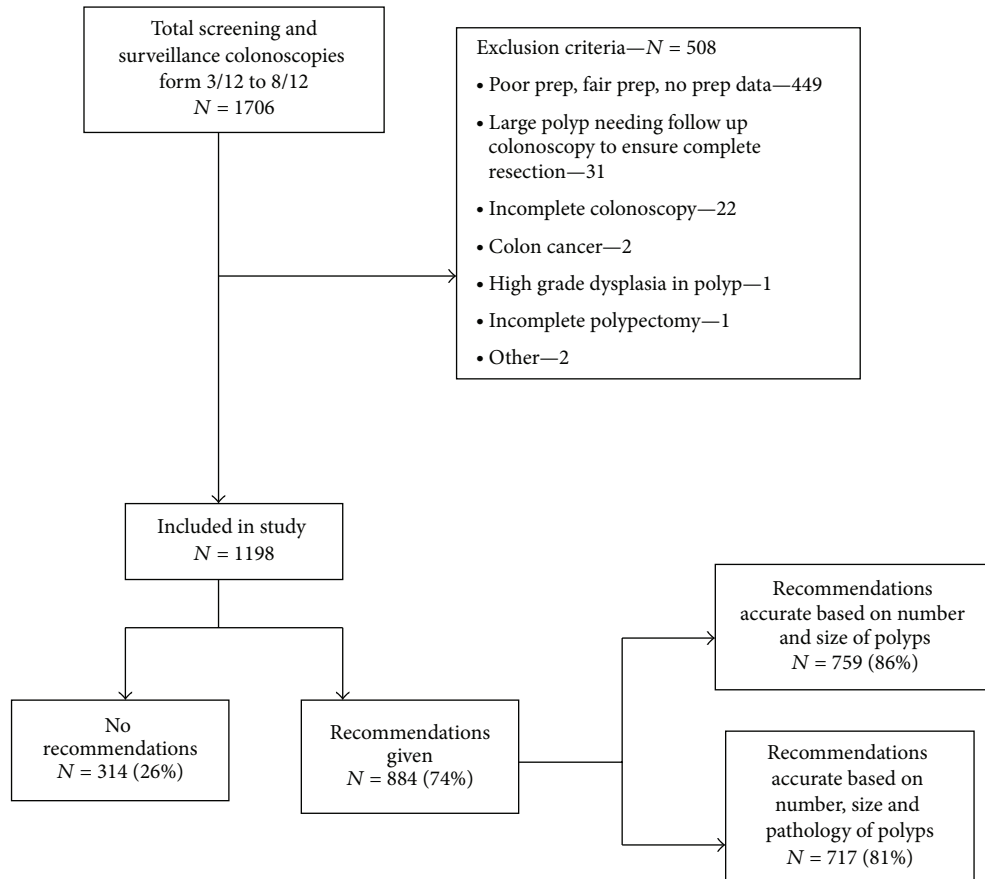 Total screening and
surveillance colonoscopies
form 3/12 to 8/12
N = 1706
Exclusion criteria—N = 508
• Poor prep, fair prep, no prep data—449
• Large polyp needing follow up
colonoscopy to ensure complete
resection—31
• Incomplete colonoscopy—22
• Colon cancer—2
• High grade dysplasia in polyp—1
• Incomplete polypectomy—1
• Other—2
Included in study
N = 1198
No
recommendations
N = 314 (26%)
Recommendations
given
N = 884 (74%)
Recommendations
accurate based on number
and size of polyps
N = 759 (86%)
Recommendations
accurate based on
number, size and
pathology of polyps
N = 717 (81%)